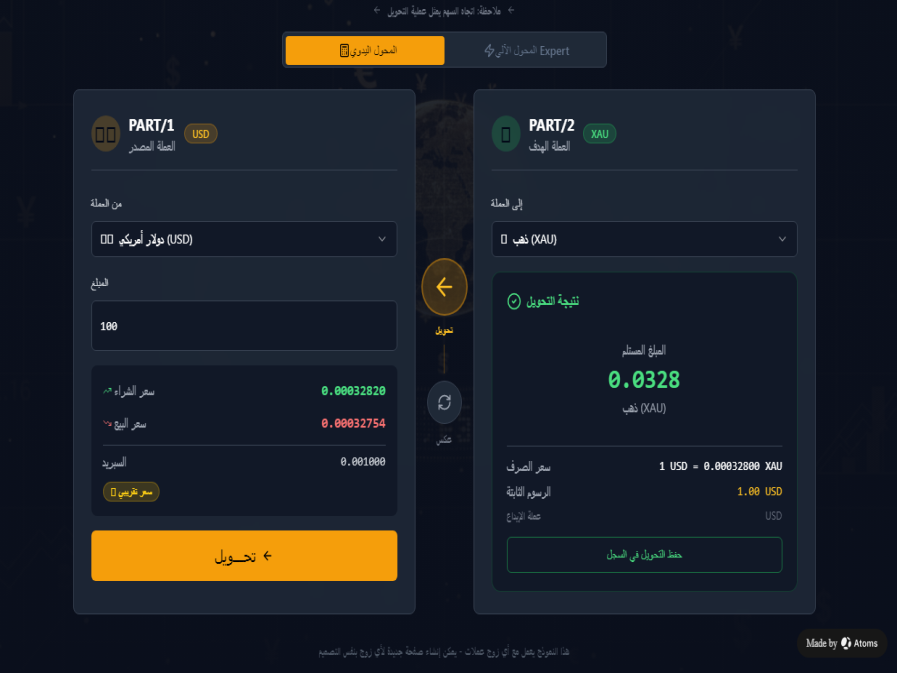 ← ملاحظة: اتجاه السهم يمثل عملية التحويل ←
المحول اليدوي
المحول الآلي Expert
PART/1
USD
العملة المصدر
من العملة
دولار أمريكي (USD)
المبلغ
100
سعر الشراء 0.00032820
سعر البيع 0.00032754
السبريد 0.001000
سعر تقريبي
تحـــويل ←
تحويل
عكس
PART/2
XAU
العملة الهدف
إلى العملة
ذهب (XAU)
نتيجة التحويل
المبلغ المستلم
0.0328
ذهب (XAU)
سعر الصرف 1 USD = 0.00032800 XAU
الرسوم الثابتة 1.00 USD
عملة الإيداع USD
حفظ التحويل في السجل
هذا النموذج يعمل مع أي زوج عملات - يمكن إنشاء صفحة جديدة لأي زوج بنفس التصميم
Made by Atoms